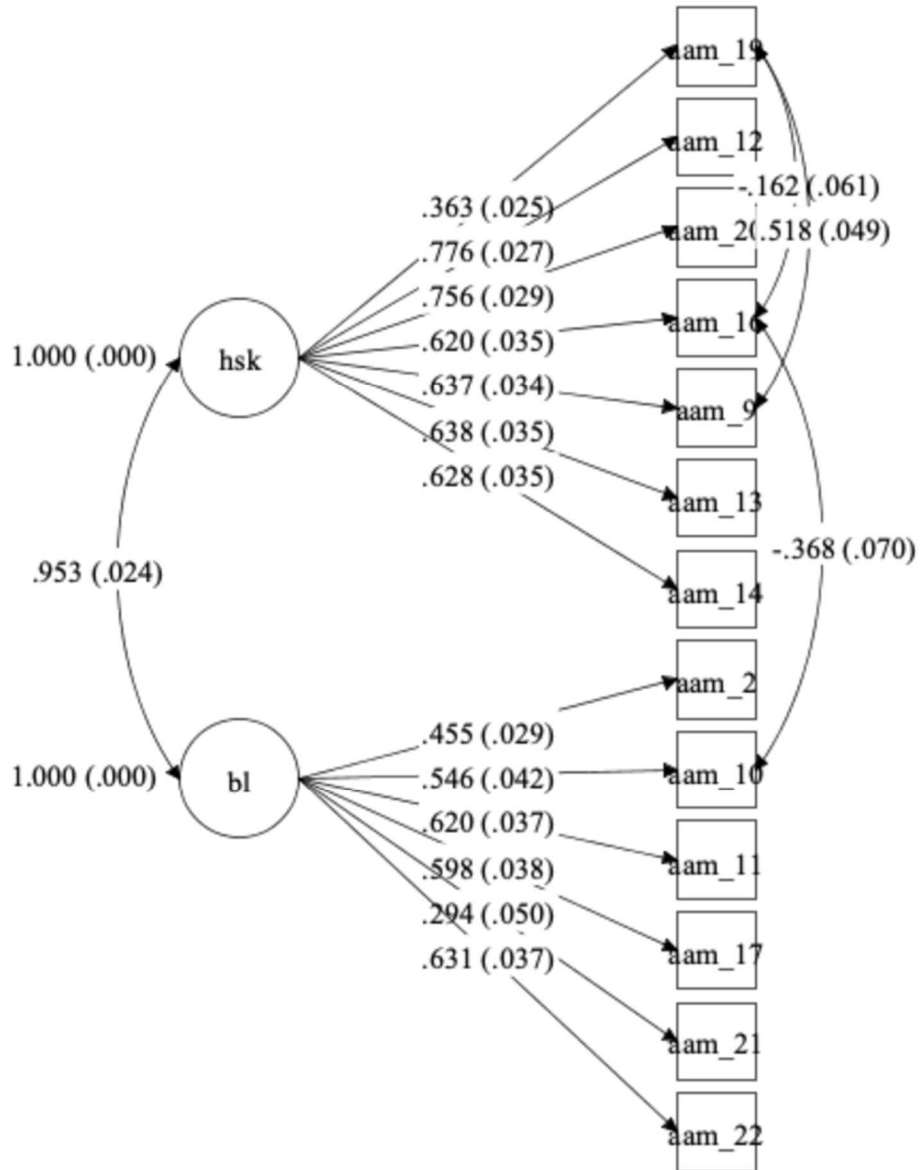 aam_19
aam_12
-.162 (.061)
.363 (.025)
aam_20
.518 (.049)
.776 (.027)
.756 (.029)
aam_16
.620 (.035)
1.000 (.000)
hsk
.637 (.034)
aam_9
.638 (.035)
.628 (.035)
aam_13
-.368 (.070)
.953 (.024)
aam_14
aam_2
.455 (.029)
1.000 (.000)
bl
.546 (.042)
aam_10
.620 (.037)
aam_11
.598 (.038)
.294 (.050)
aam_17
.631 (.037)
aam_21
aam_22